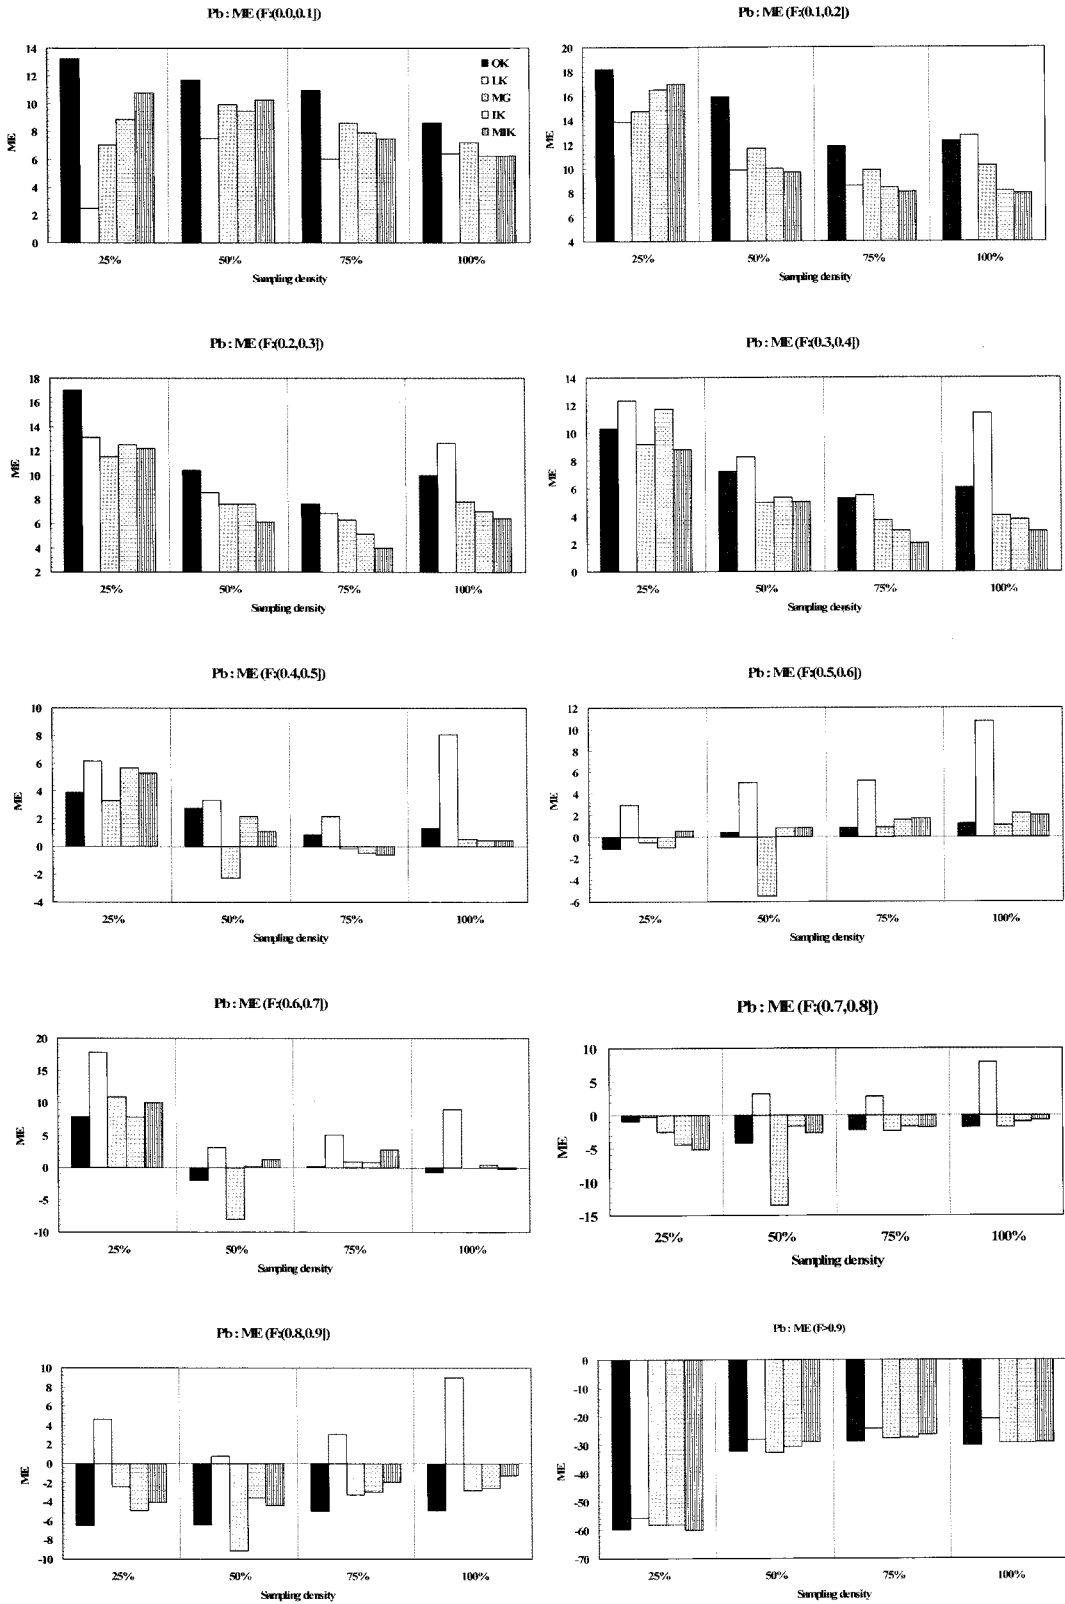 Pb : ME (F:(0.0,0.1])
14
12
10
8
6
4
2
0
ME
OK
LK
MG
IK
MIK
25% 50% 75% 100%
Sampling density
Pb : ME (F:(0.1,0.2])
20
18
16
14
12
10
8
6
4
ME
25% 50% 75% 100%
Sampling density
Pb : ME (F:(0.2,0.3])
18
16
14
12
10
8
6
4
2
ME
25% 50% 75% 100%
Sampling density
Pb : ME (F:(0.3,0.4])
14
12
10
8
6
4
2
0
ME
25% 50% 75% 100%
Sampling density
Pb : ME (F:(0.4,0.5])
10
8
6
4
2
0
-2
-4
ME
25% 50% 75% 100%
Sampling density
Pb : ME (F:(0.5,0.6])
12
10
8
6
4
2
0
-2
-4
-6
ME
25% 50% 75% 100%
Sampling density
Pb : ME (F:(0.6,0.7])
20
15
10
5
0
-5
-10
ME
25% 50% 75% 100%
Sampling density
Pb : ME (F:(0.7,0.8])
10
5
0
-5
-10
-15
ME
25% 50% 75% 100%
Sampling density
Pb : ME (F:(0.8,0.9])
10
8
6
4
2
0
-2
-4
-6
-8
-10
ME
25% 50% 75% 100%
Sampling density
Pb : ME (F>0.9)
0
-10
-20
-30
-40
-50
-60
-70
ME
25% 50% 75% 100%
Sampling density